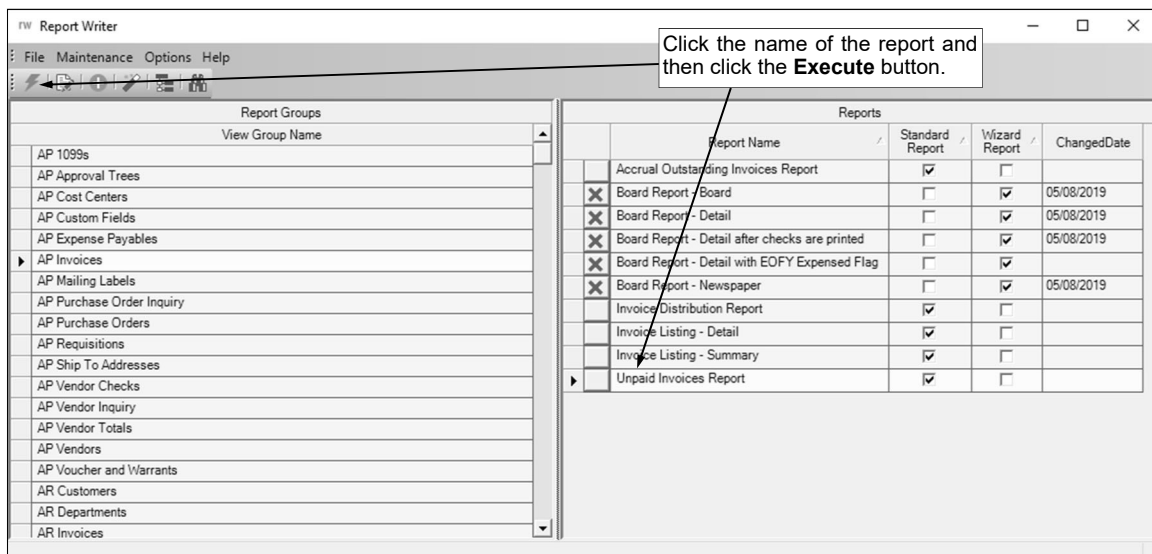 rw Report Writer
File Maintenance Options Help
Click the name of the report and
then click the Execute button.
Report Groups
View Group Name
AP 1099s
AP Approval Trees
AP Cost Centers
AP Custom Fields
AP Expense Payables
AP Invoices
AP Mailing Labels
AP Purchase Order Inquiry
AP Purchase Orders
AP Requisitions
AP Ship To Addresses
AP Vendor Checks
AP Vendor Inquiry
AP Vendor Totals
AP Vendors
AP Voucher and Warrants
AR Customers
AR Departments
AR Invoices
Reports
Report Name Standard Report Wizard Report ChangedDate
Accrual Outstanding Invoices Report
Board Report - Board 05/08/2019
Board Report - Detail 05/08/2019
Board Report - Detail after checks are printed 05/08/2019
Board Report - Detail with EOFY Expensed Flag
Board Report - Newspaper 05/08/2019
Invoice Distribution Report
Invoice Listing - Detail
Invoice Listing - Summary
Unpaid Invoices Report